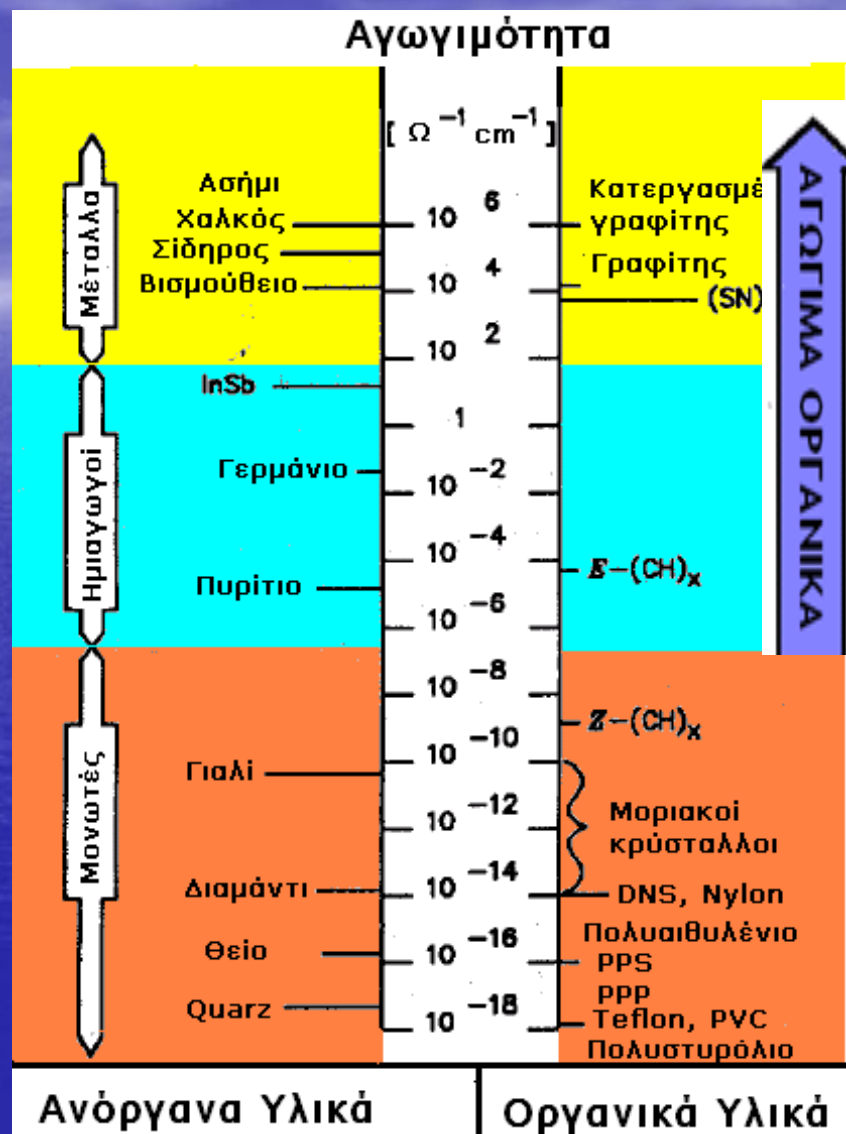 Αγωγιμότητα
[ Ω⁻¹ cm⁻¹ ]
Μέταλλα
Ασήμι
Χαλκός
Σίδηρος
Βισμούθειο
10⁶
10⁴
10²
Κατεργασμέ
γραφίτης
Γραφίτης
(SN)
Ημιαγωγοί
InSb
Γερμάνιο
Πυρίτιο
1
10⁻²
10⁻⁴
10⁻⁶
E-(CH)ₓ
ΑΓΩΓΙΜΑ ΟΡΓΑΝΙΚΑ
Μονωτές
Γιαλί
Διαμάντι
Θείο
Quarz
10⁻⁸
10⁻¹⁰
10⁻¹²
10⁻¹⁴
10⁻¹⁶
10⁻¹⁸
Z-(CH)ₓ
Μοριακοί
κρύσταλλοι
DNS, Nylon
Πολυαιθυλένιο
PPS
PPP
Teflon, PVC
Πολυστυρόλιο
Ανόργανα Υλικά
Οργανικά Υλικά